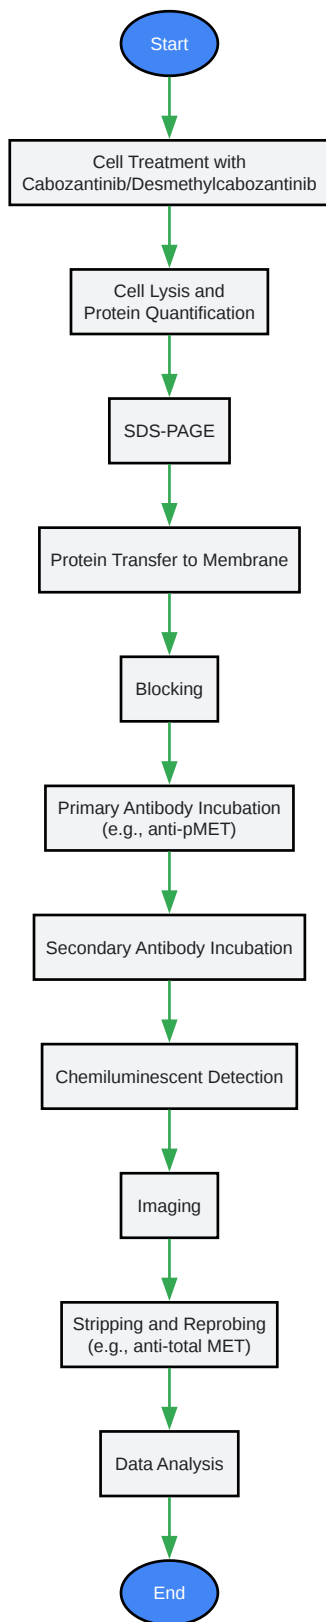 Start
Cell Treatment with
Cabozantinib/Desmethylcabozantinib
Cell Lysis and
Protein Quantification
SDS-PAGE
Protein Transfer to Membrane
Blocking
Primary Antibody Incubation
(e.g., anti-pMET)
Secondary Antibody Incubation
Chemiluminescent Detection
Imaging
Stripping and Reprobing
(e.g., anti-total MET)
Data Analysis
End